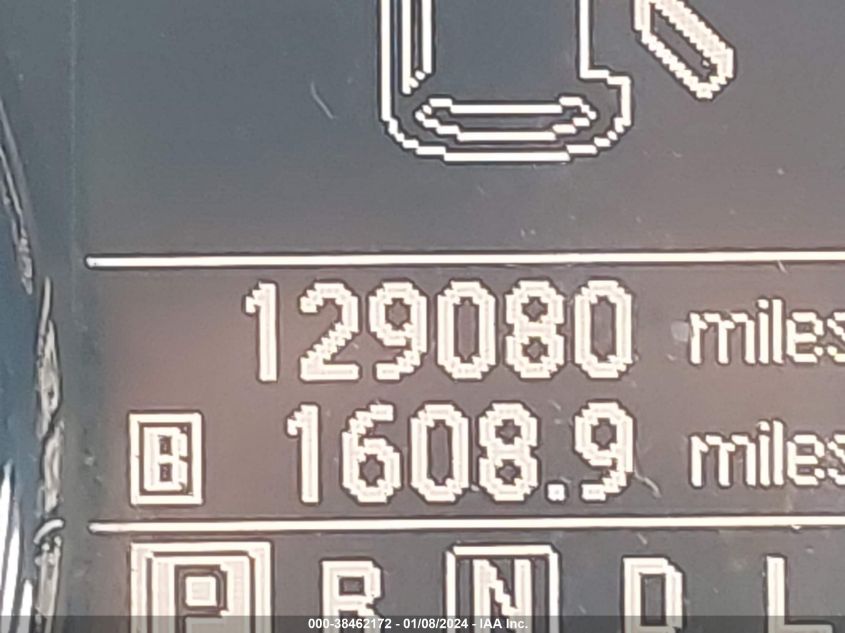 129080 miles
B 1608.9 miles
P R N D L
000-38462172 - 01/08/2024 - IAA Inc.